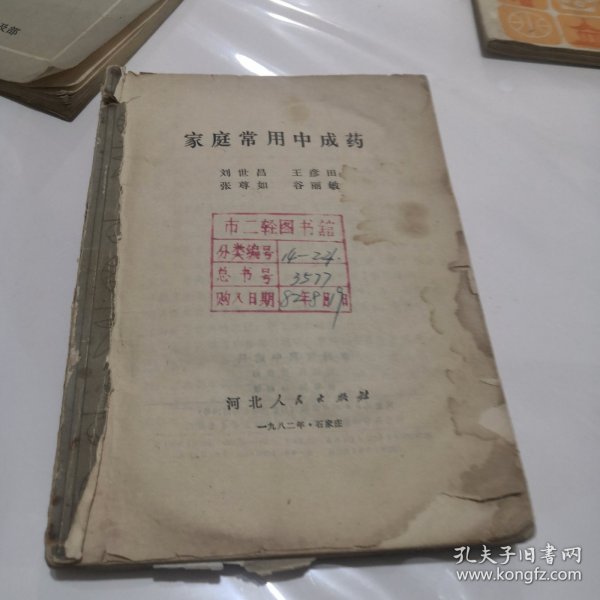 家庭常用中成药
刘世昌 王彦田
张尊如 谷丽敏
市二轻图书舘
分类编号 14-24.
总书号 3577
购入日期 82年8月19日
河北人民出版社
一九八二年·石家庄
孔夫子旧书网
www.kongfz.com